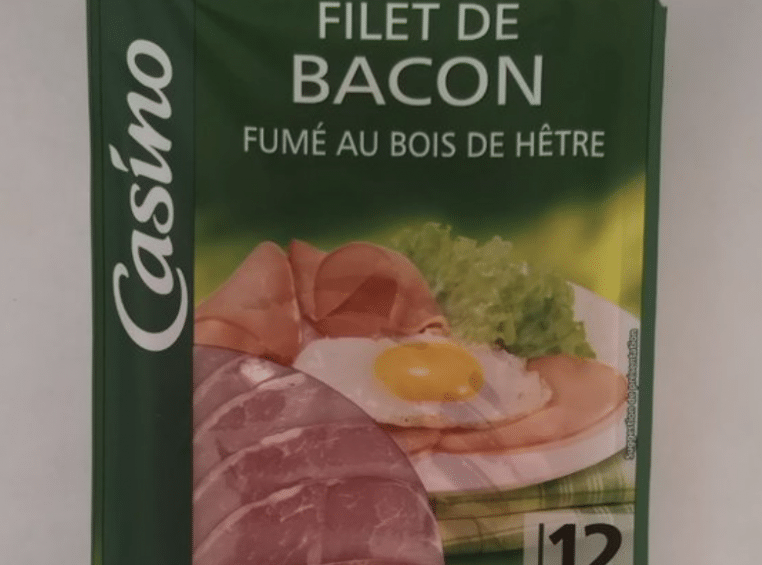 FILET DE
BACON
FUMÉ AU BOIS DE HÊTRE
Casino
Suggestion de présentation
12